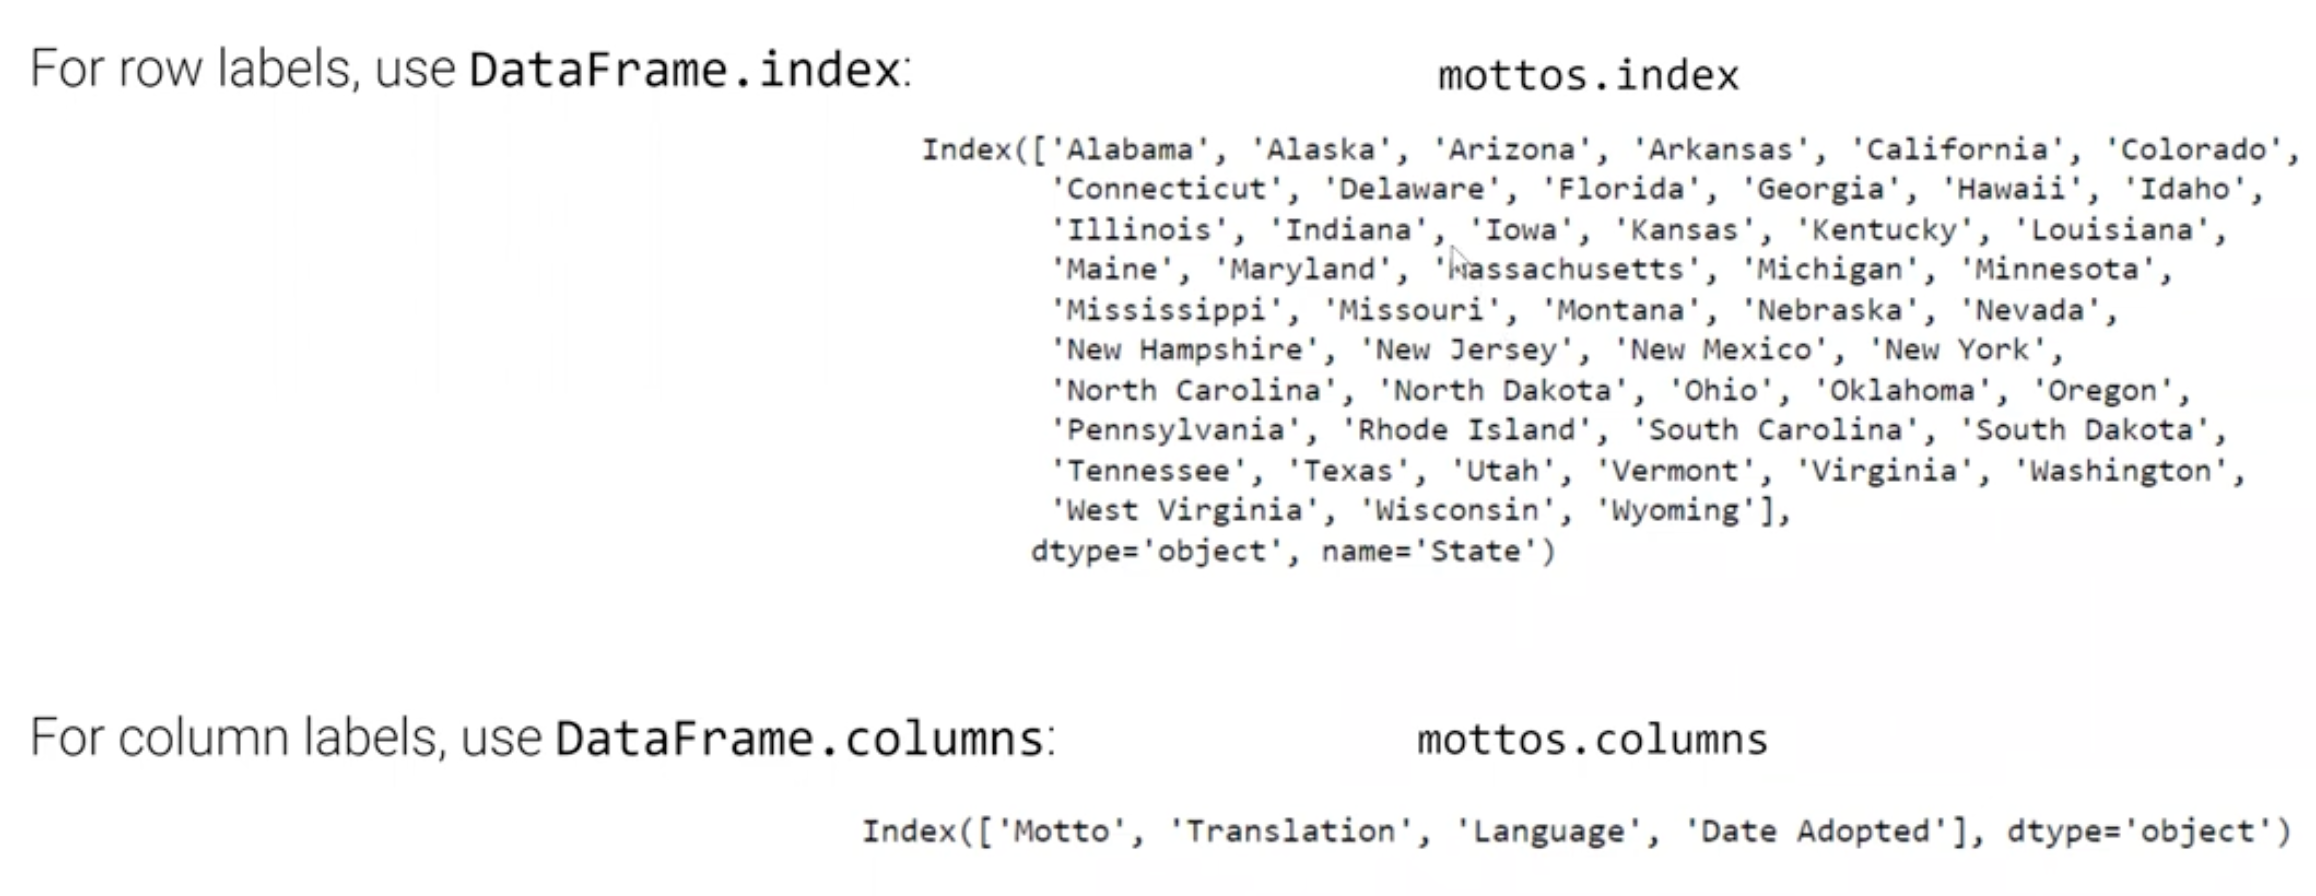 For row labels, use DataFrame.index:
mottos.index
Index(['Alabama', 'Alaska', 'Arizona', 'Arkansas', 'California', 'Colorado',
'Connecticut', 'Delaware', 'Florida', 'Georgia', 'Hawaii', 'Idaho',
'Illinois', 'Indiana', 'Iowa', 'Kansas', 'Kentucky', 'Louisiana',
'Maine', 'Maryland', 'Massachusetts', 'Michigan', 'Minnesota',
'Mississippi', 'Missouri', 'Montana', 'Nebraska', 'Nevada',
'New Hampshire', 'New Jersey', 'New Mexico', 'New York',
'North Carolina', 'North Dakota', 'Ohio', 'Oklahoma', 'Oregon',
'Pennsylvania', 'Rhode Island', 'South Carolina', 'South Dakota',
'Tennessee', 'Texas', 'Utah', 'Vermont', 'Virginia', 'Washington',
'West Virginia', 'Wisconsin', 'Wyoming'],
dtype='object', name='State')
For column labels, use DataFrame.columns:
mottos.columns
Index(['Motto', 'Translation', 'Language', 'Date Adopted'], dtype='object')